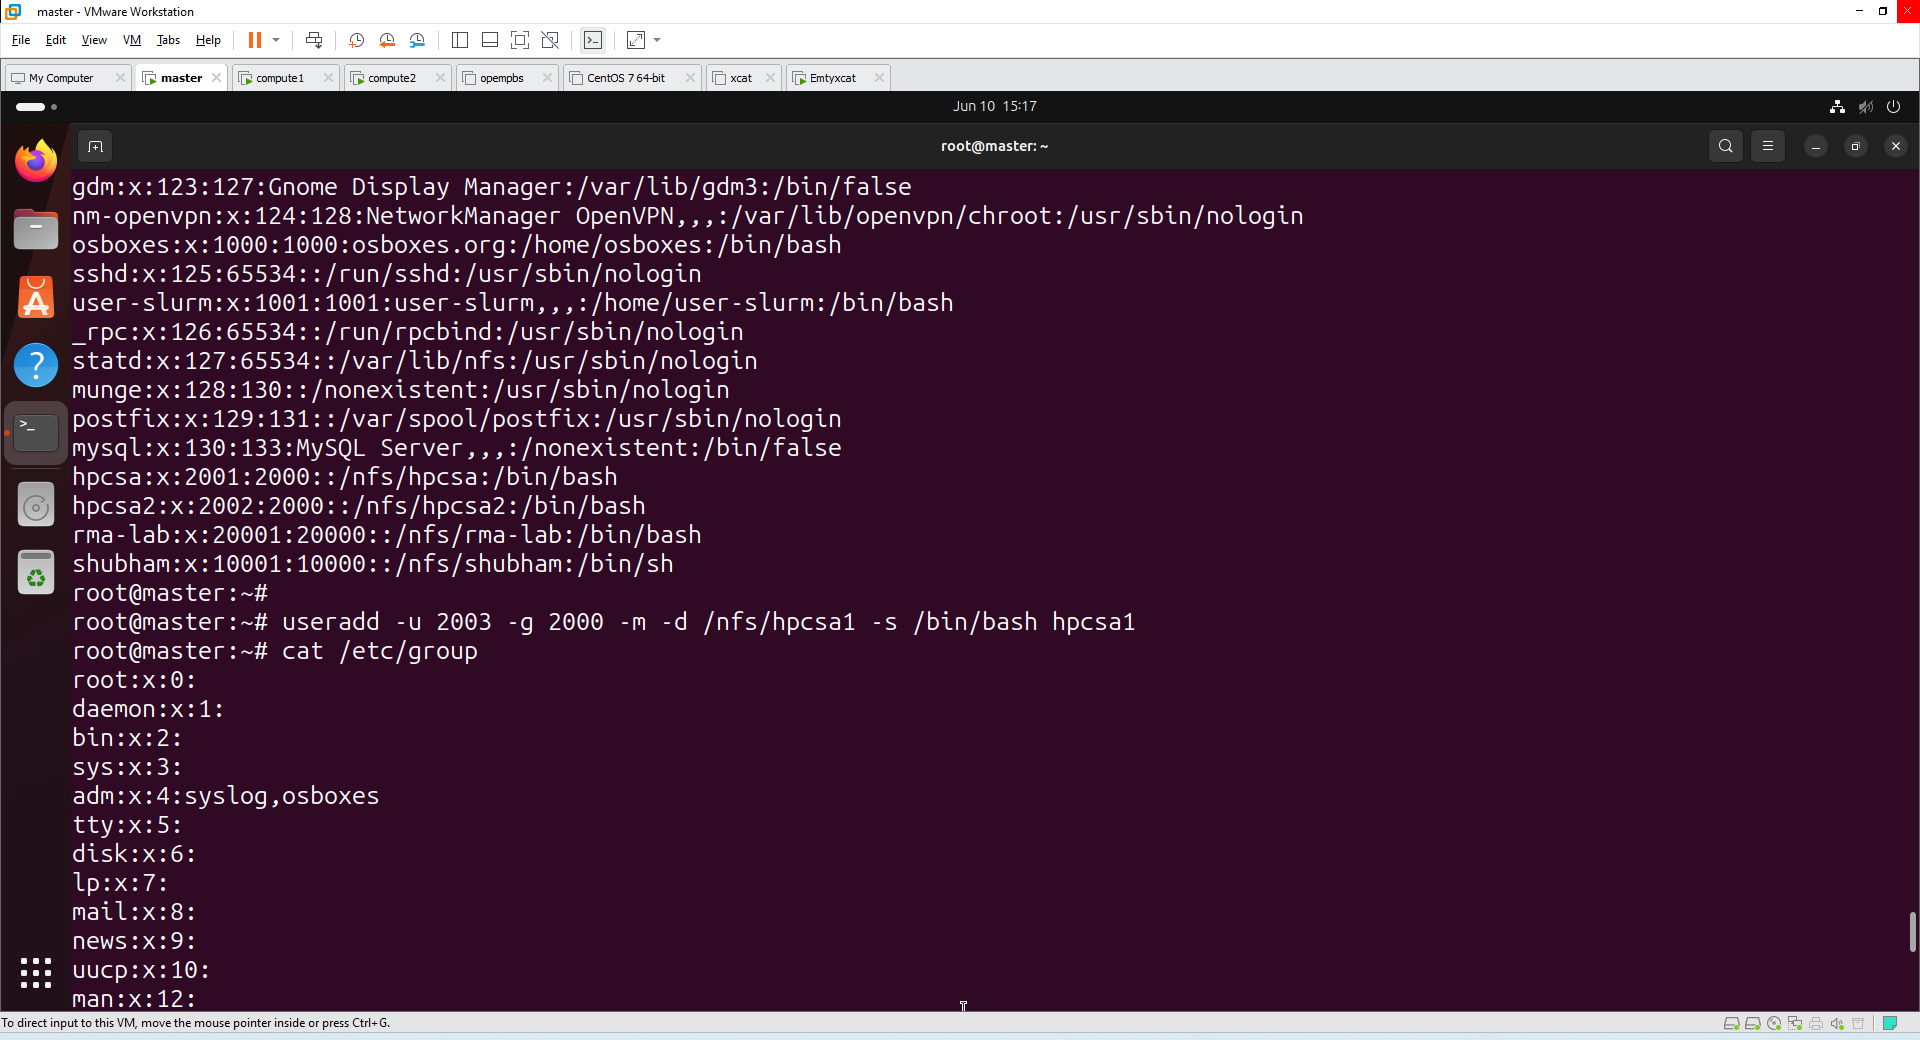 master - VMware Workstation
File Edit View VM Tabs Help
My Computer master compute1 compute2 opempbs CentOS 7 64-bit xcat Emtyxcat
Jun 10 15:17
root@master: ~
gdm:x:123:127:Gnome Display Manager:/var/lib/gdm3:/bin/false
nm-openvpn:x:124:128:NetworkManager OpenVPN,,,:/var/lib/openvpn/chroot:/usr/sbin/nologin
osboxes:x:1000:1000:osboxes.org:/home/osboxes:/bin/bash
sshd:x:125:65534::/run/sshd:/usr/sbin/nologin
user-slurm:x:1001:1001:user-slurm,,,:/home/user-slurm:/bin/bash
_rpc:x:126:65534::/run/rpcbind:/usr/sbin/nologin
statd:x:127:65534::/var/lib/nfs:/usr/sbin/nologin
munge:x:128:130::/nonexistent:/usr/sbin/nologin
postfix:x:129:131::/var/spool/postfix:/usr/sbin/nologin
mysql:x:130:133:MySQL Server,,,:/nonexistent:/bin/false
hpcsa:x:2001:2000::/nfs/hpcsa:/bin/bash
hpcsa2:x:2002:2000::/nfs/hpcsa2:/bin/bash
rma-lab:x:20001:20000::/nfs/rma-lab:/bin/bash
shubham:x:10001:10000::/nfs/shubham:/bin/sh
root@master:~#
root@master:~# useradd -u 2003 -g 2000 -m -d /nfs/hpcsa1 -s /bin/bash hpcsa1
root@master:~# cat /etc/group
root:x:0:
daemon:x:1:
bin:x:2:
sys:x:3:
adm:x:4:syslog,osboxes
tty:x:5:
disk:x:6:
lp:x:7:
mail:x:8:
news:x:9:
uucp:x:10:
man:x:12:
To direct input to this VM, move the mouse pointer inside or press Ctrl+G.